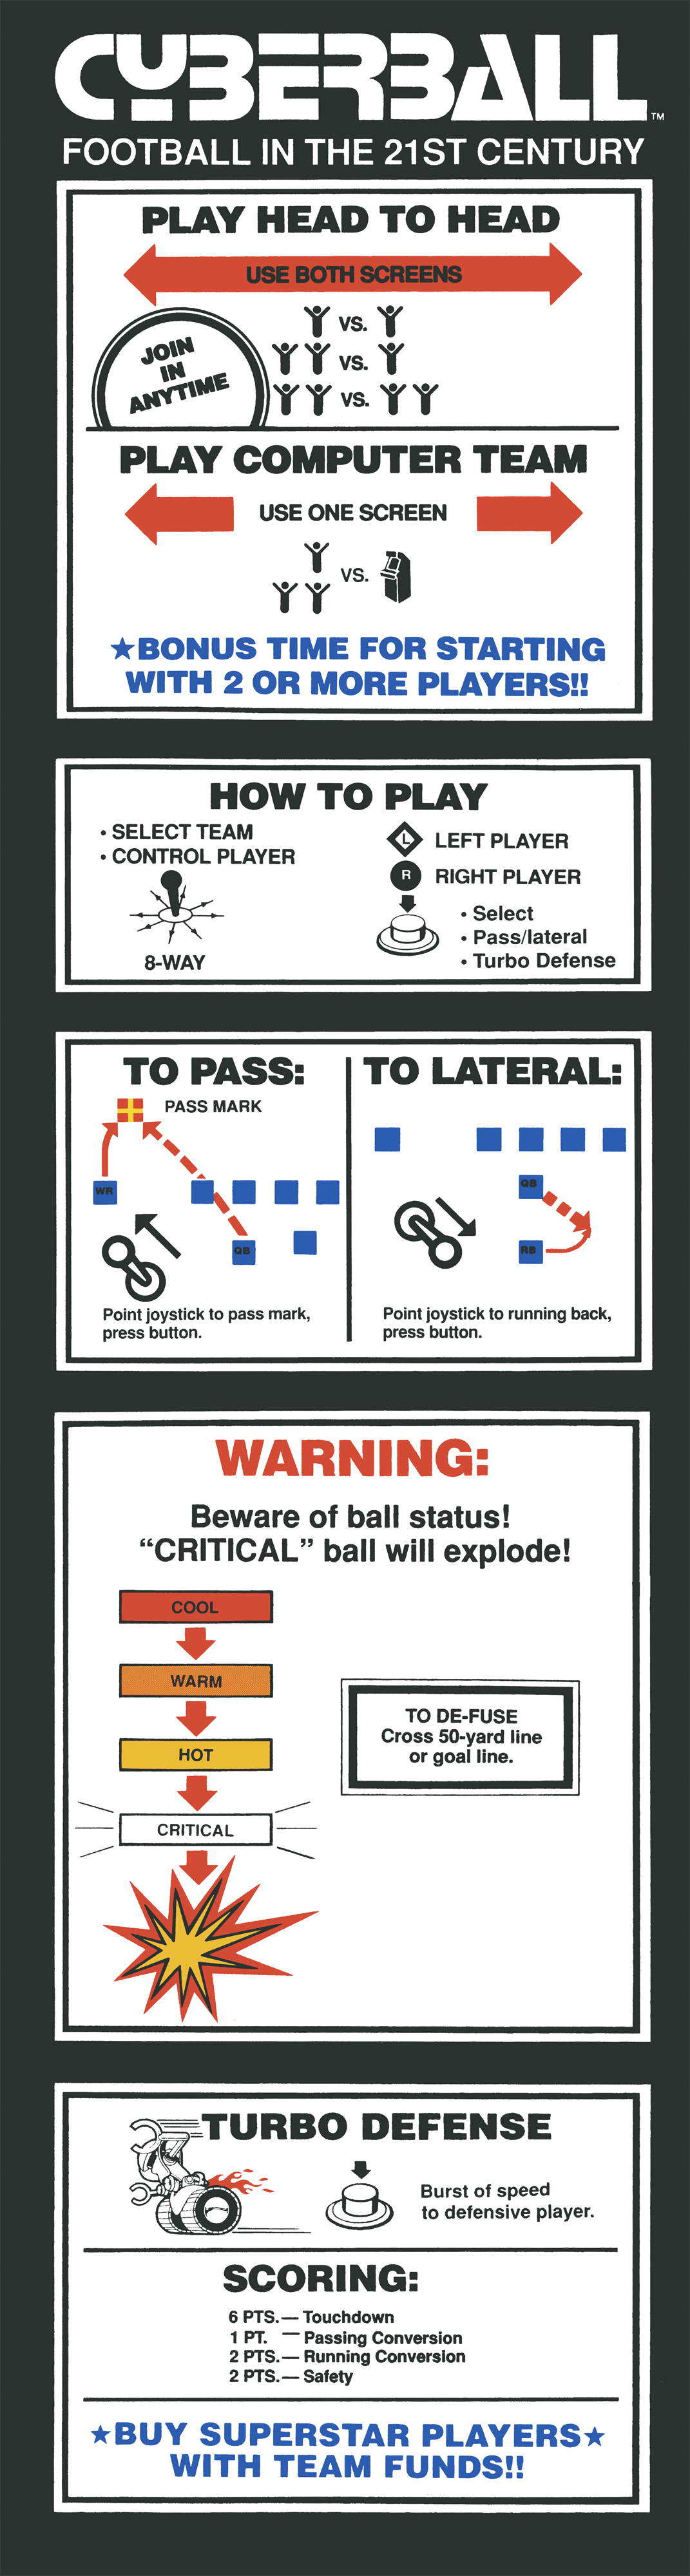 CYBERBALL™
FOOTBALL IN THE 21ST CENTURY
PLAY HEAD TO HEAD
USE BOTH SCREENS
JOIN
IN
ANYTIME
VS.
VS.
VS.
PLAY COMPUTER TEAM
USE ONE SCREEN
VS.
★BONUS TIME FOR STARTING
WITH 2 OR MORE PLAYERS!!
HOW TO PLAY
• SELECT TEAM
• CONTROL PLAYER
8-WAY
L LEFT PLAYER
R RIGHT PLAYER
• Select
• Pass/lateral
• Turbo Defense
TO PASS:
PASS MARK
WR
QB
Point joystick to pass mark,
press button.
TO LATERAL:
QB
RB
Point joystick to running back,
press button.
WARNING:
Beware of ball status!
“CRITICAL” ball will explode!
COOL
WARM
HOT
CRITICAL
TO DE-FUSE
Cross 50-yard line
or goal line.
TURBO DEFENSE
Burst of speed
to defensive player.
SCORING:
6 PTS.— Touchdown
1 PT. — Passing Conversion
2 PTS.— Running Conversion
2 PTS.— Safety
★BUY SUPERSTAR PLAYERS★
WITH TEAM FUNDS!!